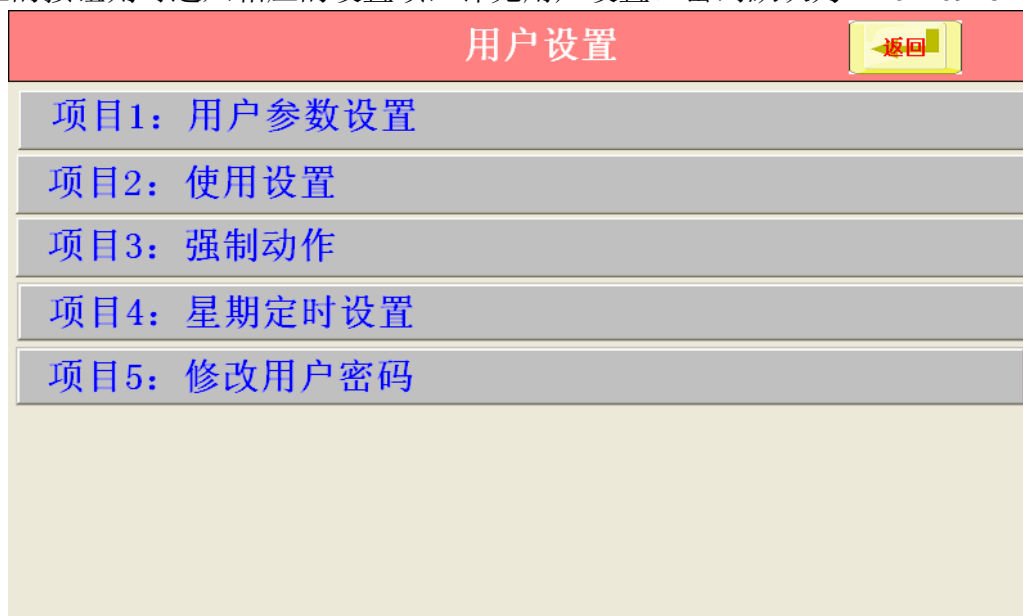 用户设置
返回
项目1：用户参数设置
项目2：使用设置
项目3：强制动作
项目4：星期定时设置
项目5：修改用户密码